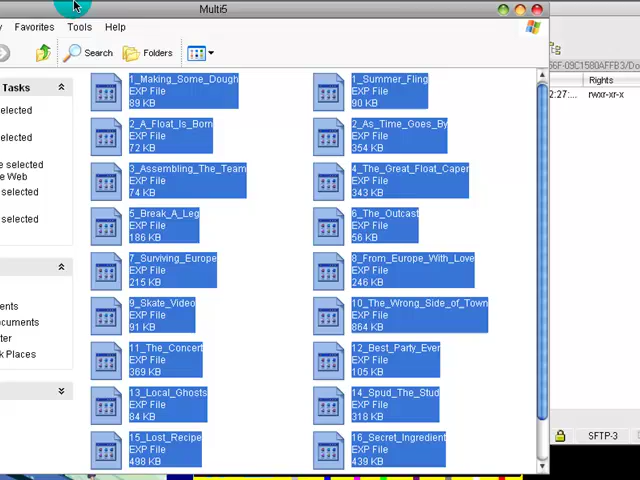 Multi5
Favorites Tools Help
Search Folders
Tasks
elected
elected
e selected
e Web
selected
selected
ents
ocuments
ter
k Places
1_Making_Some_Dough
EXP File
89 KB
1_Summer_Fling
EXP File
90 KB
2_A_Float_Is_Born
EXP File
72 KB
2_As_Time_Goes_By
EXP File
354 KB
3_Assembling_The_Team
EXP File
74 KB
4_The_Great_Float_Caper
EXP File
343 KB
5_Break_A_Leg
EXP File
186 KB
6_The_Outcast
EXP File
56 KB
7_Surviving_Europe
EXP File
215 KB
8_From_Europe_With_Love
EXP File
246 KB
9_Skate_Video
EXP File
91 KB
10_The_Wrong_Side_of_Town
EXP File
864 KB
11_The_Concert
EXP File
369 KB
12_Best_Party_Ever
EXP File
105 KB
13_Local_Ghosts
EXP File
84 KB
14_Spud_The_Stud
EXP File
318 KB
15_Lost_Recipe
EXP File
498 KB
16_Secret_Ingredient
EXP File
439 KB
66F-09C1580AFFB3/Do
Rights
2:27:... rwxr-xr-x
SFTP-3